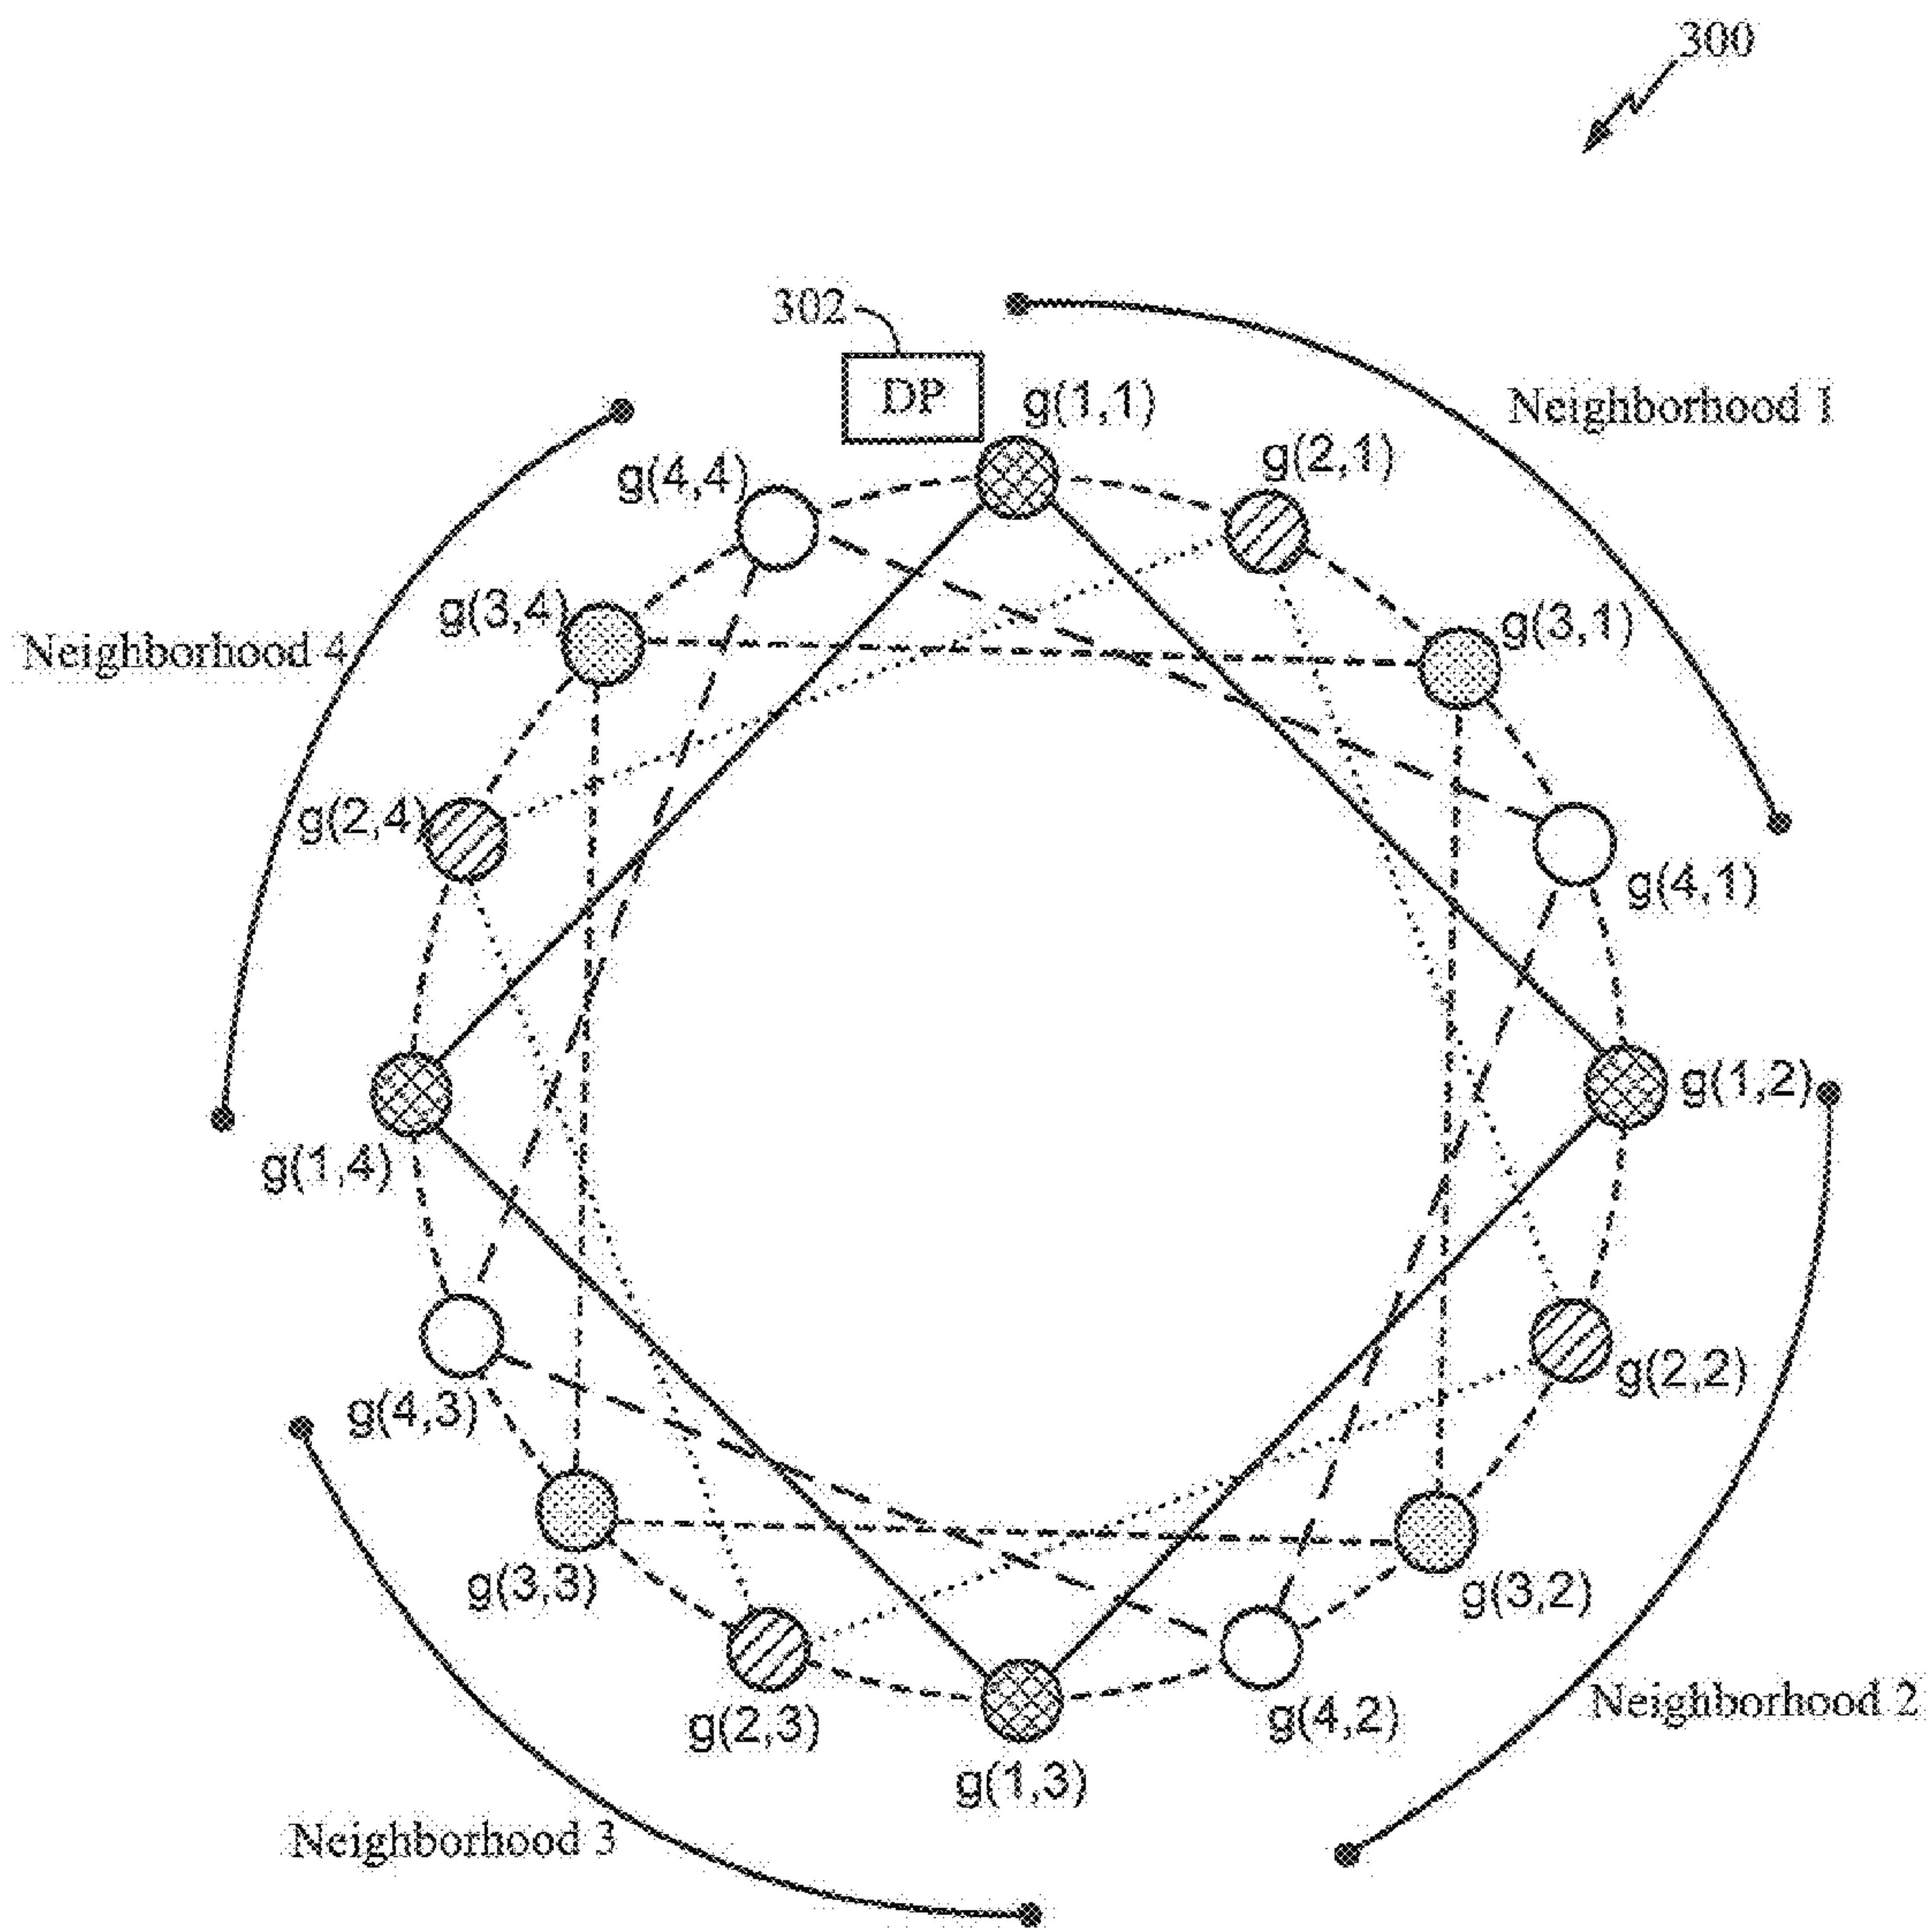 300
302
DP
g(1,1)
Neighborhood 1
g(2,1)
g(4,4)
g(3,4)
g(3,1)
Neighborhood 4
g(2,4)
g(4,1)
g(1,2)
g(1,4)
g(2,2)
g(4,3)
g(3,3)
g(3,2)
Neighborhood 2
g(2,3)
g(4,2)
g(1,3)
Neighborhood 3